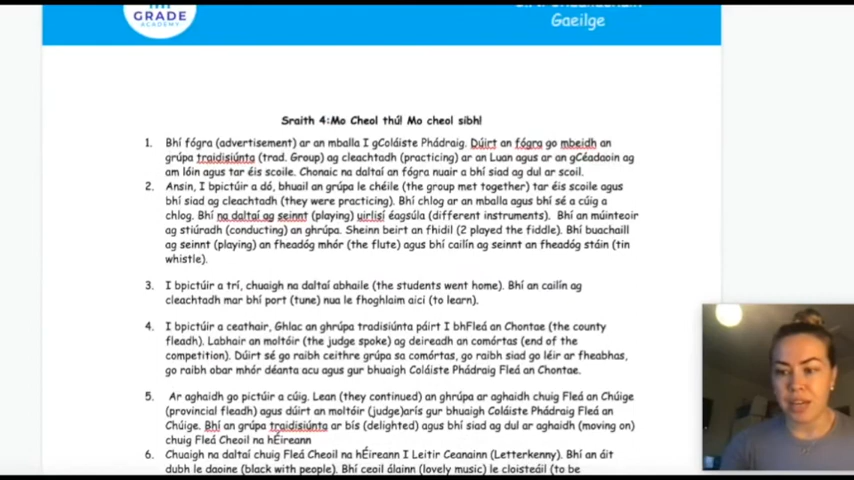 GRADE
ACADEMY
Gaeilge
Sraith 4:Mo Cheol thú! Mo cheol sibh!
1. Bhí fógra (advertisement) ar an mballa I gColáiste Phádraig. Dúirt an fógra go mbeidh an
grúpa traidisiúnta (trad. Group) ag cleachtadh (practicing) ar an Luan agus ar an gCéadaoin ag
am lóin agus tar éis scoile. Chonaic na daltaí an fógra nuair a bhí siad ag dul ar scoil.
2. Ansin, I bpictúir a dó, bhuail an grúpa le chéile (the group met together) tar éis scoile agus
bhí siad ag cleachtadh (they were practicing). Bhí chlog ar an mballa agus bhí sé a cúig a
chlog. Bhí na daltaí ag seinnt (playing) uirlisí éagsúla (different instruments). Bhí an múinteoir
ag stiúradh (conducting) an ghrúpa. Sheinn beirt an fhidil (2 played the fiddle). Bhí buachaill
ag seinnt (playing) an fheadóg mhór (the flute) agus bhí cailín ag seinnt an fheadóg stáin (tin
whistle).
3. I bpictúir a trí, chuaigh na daltaí abhaile (the students went home). Bhí an cailín ag
cleachtadh mar bhí port (tune) nua le fhoghlaim aici (to learn).
4. I bpictúir a ceathair, Ghlac an ghrúpa tradisiúnta páirt I bhFleá an Chontae (the county
fleadh). Labhair an moltóir (the judge spoke) ag deireadh an comórtas (end of the
competition). Dúirt sé go raibh ceithre grúpa sa comórtas, go raibh siad go léir ar fheabhas,
go raibh obar mhór déanta acu agus gur bhuaigh Coláiste Phádraig Fleá an Chontae.
5. Ar aghaidh go pictúir a cúig. Lean (they continued) an ghrúpa ar aghaidh chuig Fleá an Chúige
(provincial fleadh) agus dúirt an moltóir (judge)arís gur bhuaigh Coláiste Phádraig Fleá an
Chúige. Bhí an grúpa traidisiúnta ar bís (delighted) agus bhí siad ag dul ar aghaidh (moving on)
chuig Fleá Cheoil na hÉireann
6. Chuaigh na daltaí chuig Fleá Cheoil na hÉireann I Leitir Ceanainn (Letterkenny). Bhí an áit
dubh le daoine (black with people). Bhí ceoil álainn (lovely music) le cloisteáil (to be